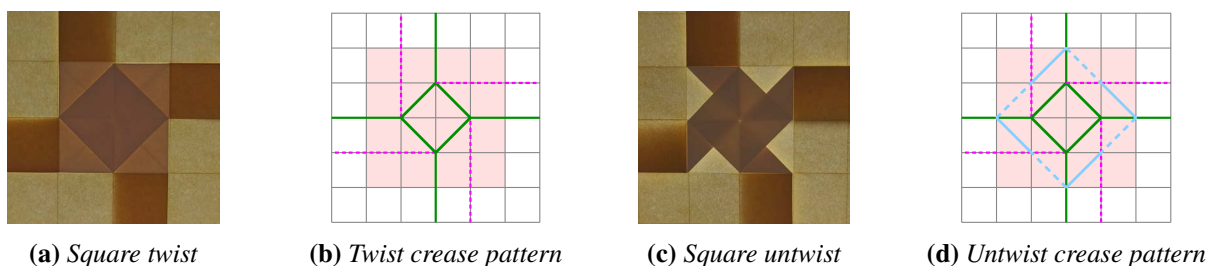 (a) Square twist
(b) Twist crease pattern
(c) Square untwist
(d) Untwist crease pattern